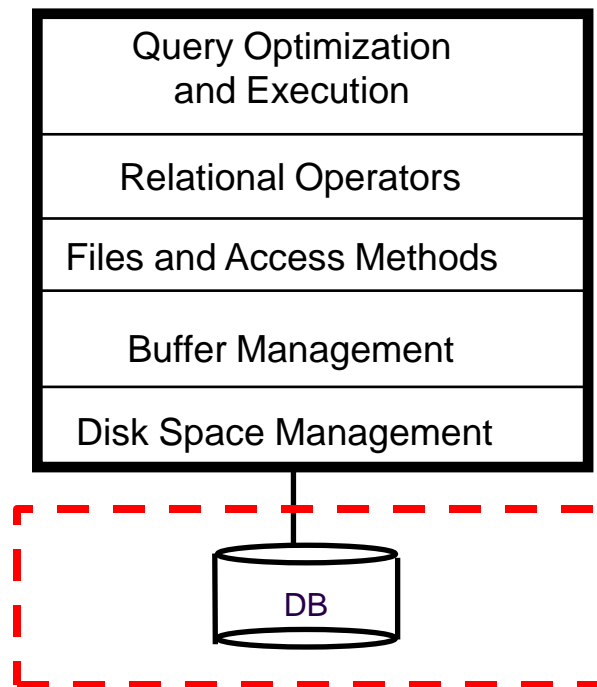 Query Optimization
and Execution
Relational Operators
Files and Access Methods
Buffer Management
Disk Space Management
DB